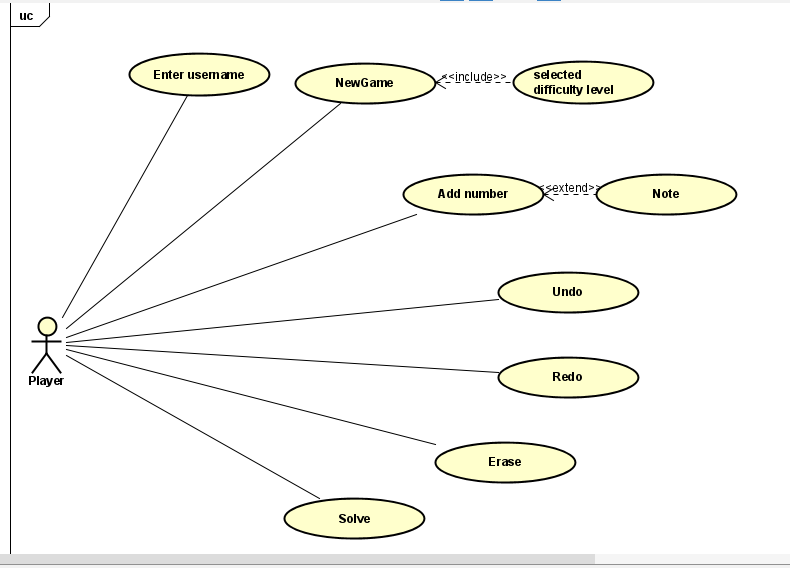 uc
Enter username
NewGame
<<include>>
selected
difficulty level
Add number
<<extend>>
Note
Undo
Redo
Player
Erase
Solve